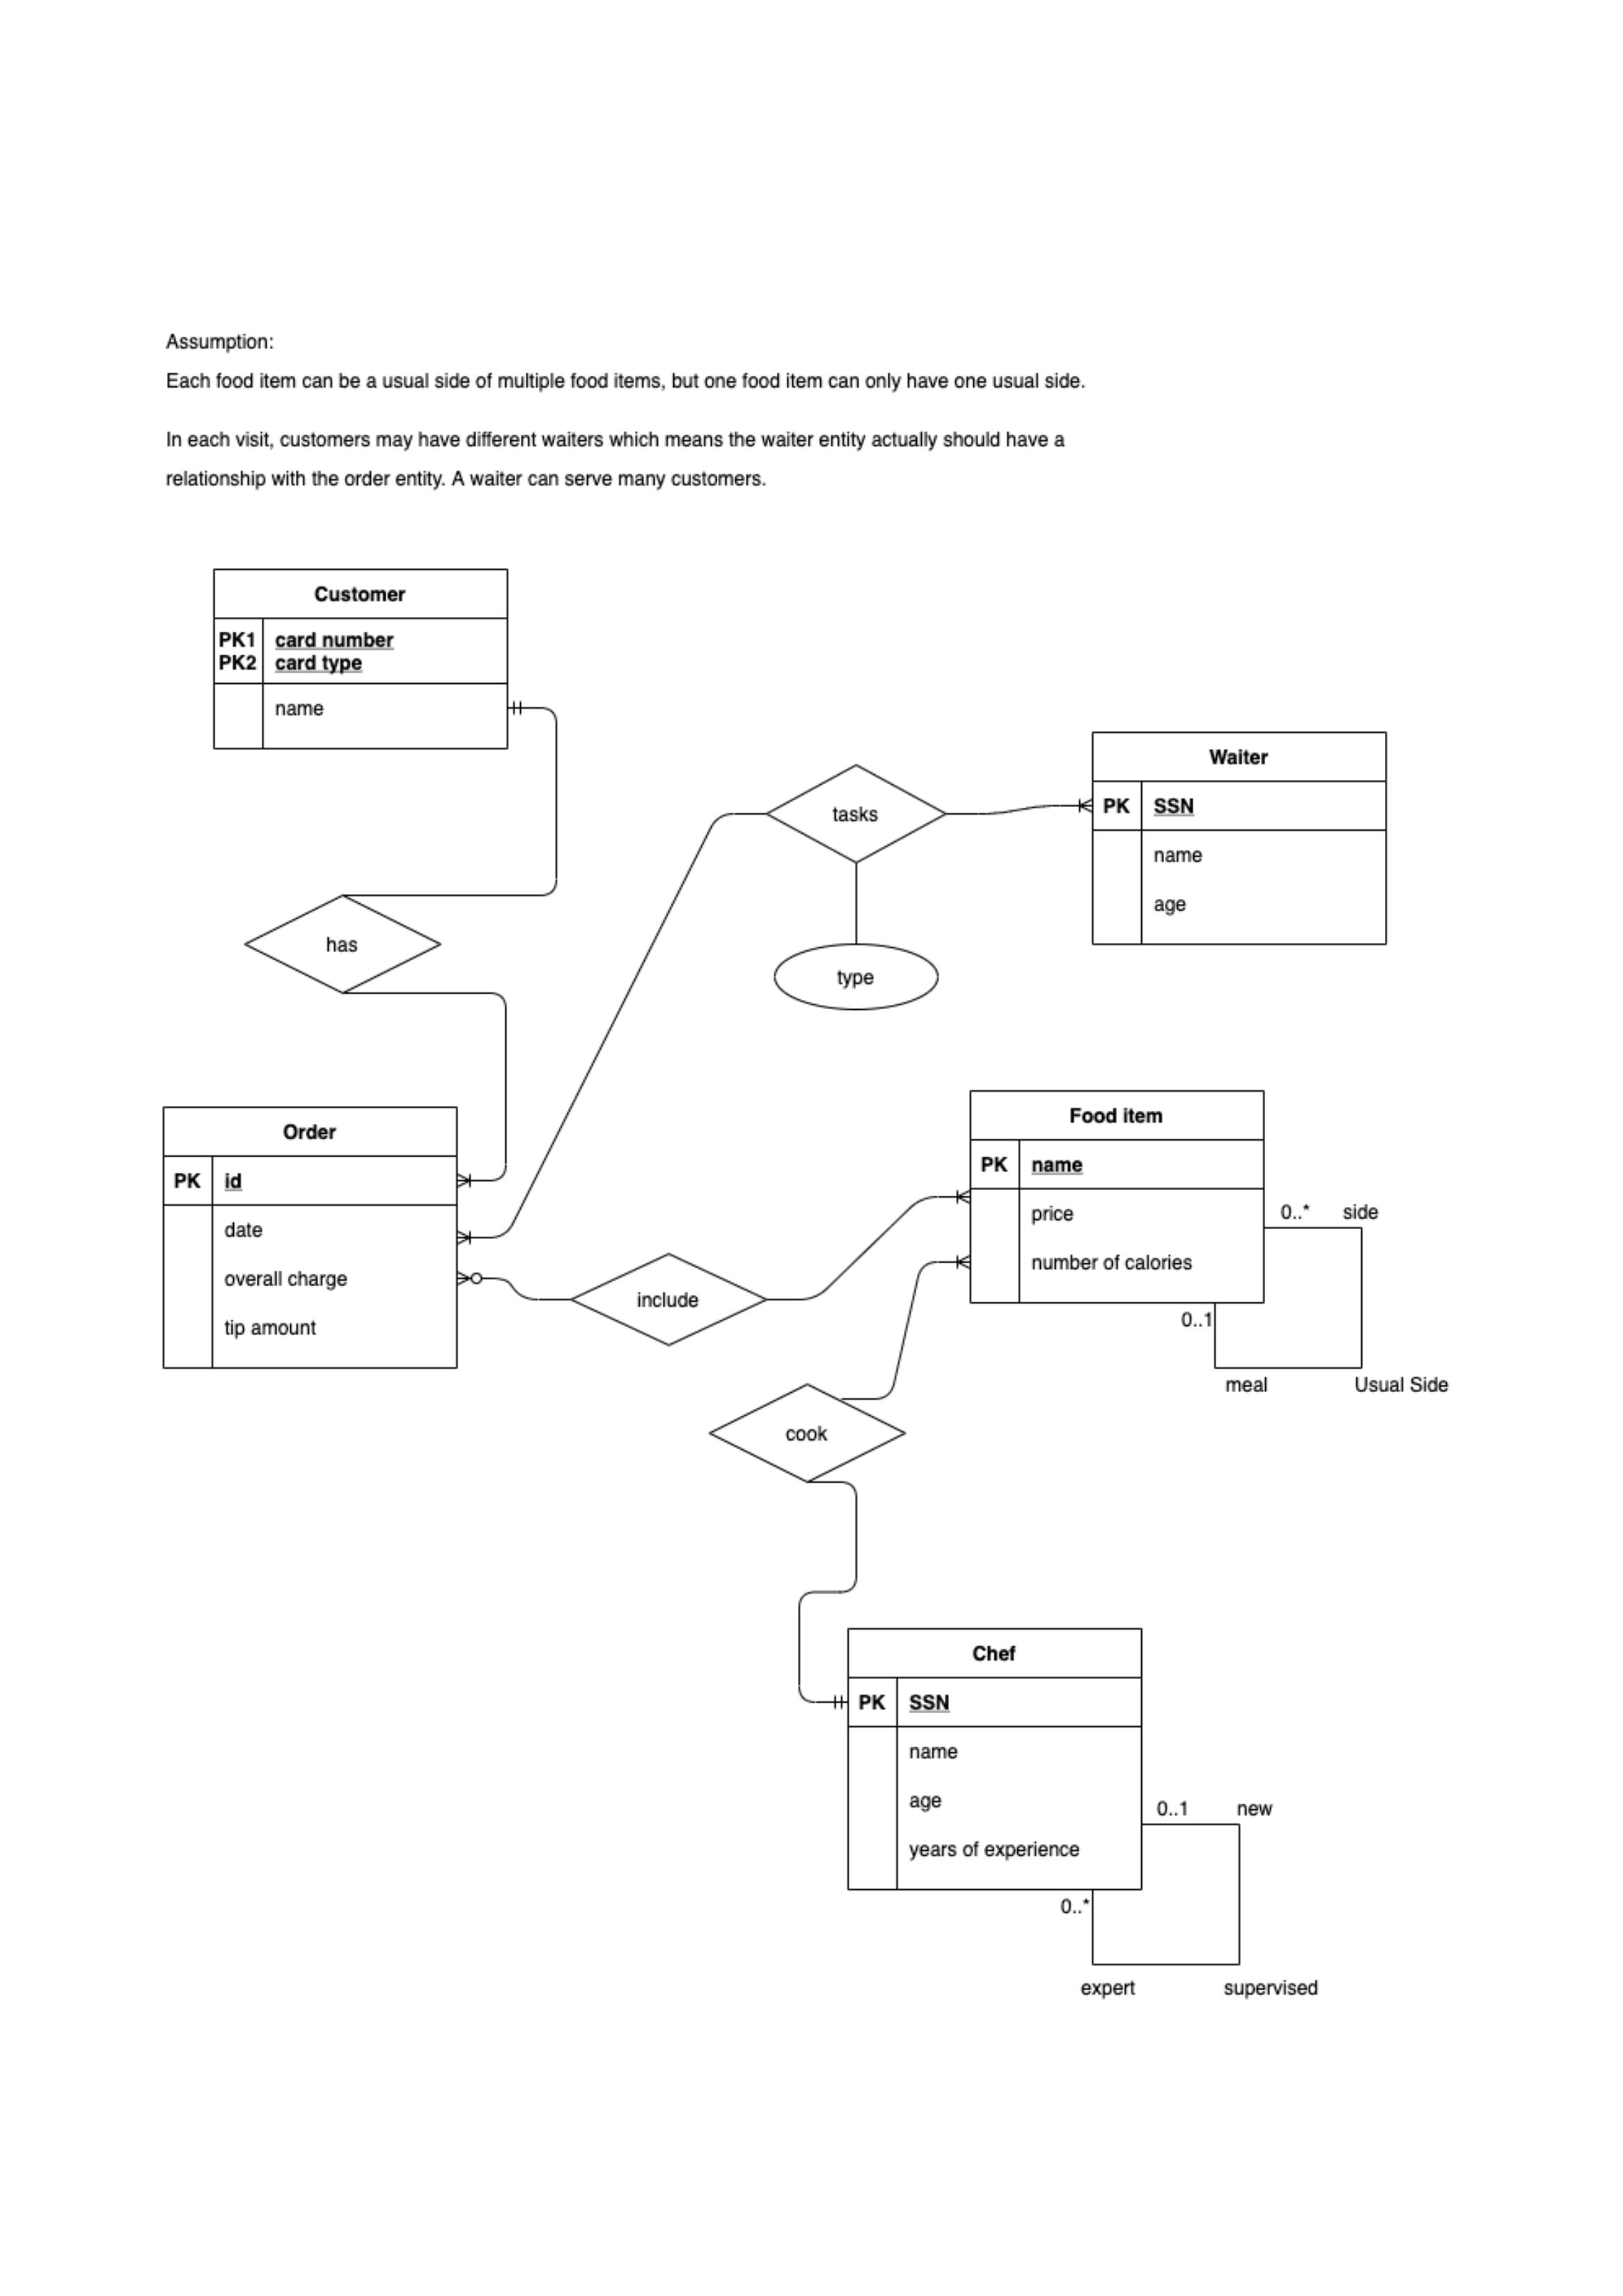 Assumption:
Each food item can be a usual side of multiple food items, but one food item can only have one usual side.
In each visit, customers may have different waiters which means the waiter entity actually should have a
relationship with the order entity. A waiter can serve many customers.
Customer
PK1 card number
PK2 card type
name
Waiter
PK SSN
name
age
tasks
type
has
Order
PK id
date
overall charge
tip amount
include
Food item
PK name
price
number of calories
0..* side
0..1
meal Usual Side
cook
Chef
PK SSN
name
age
years of experience
0..1 new
0..*
expert supervised